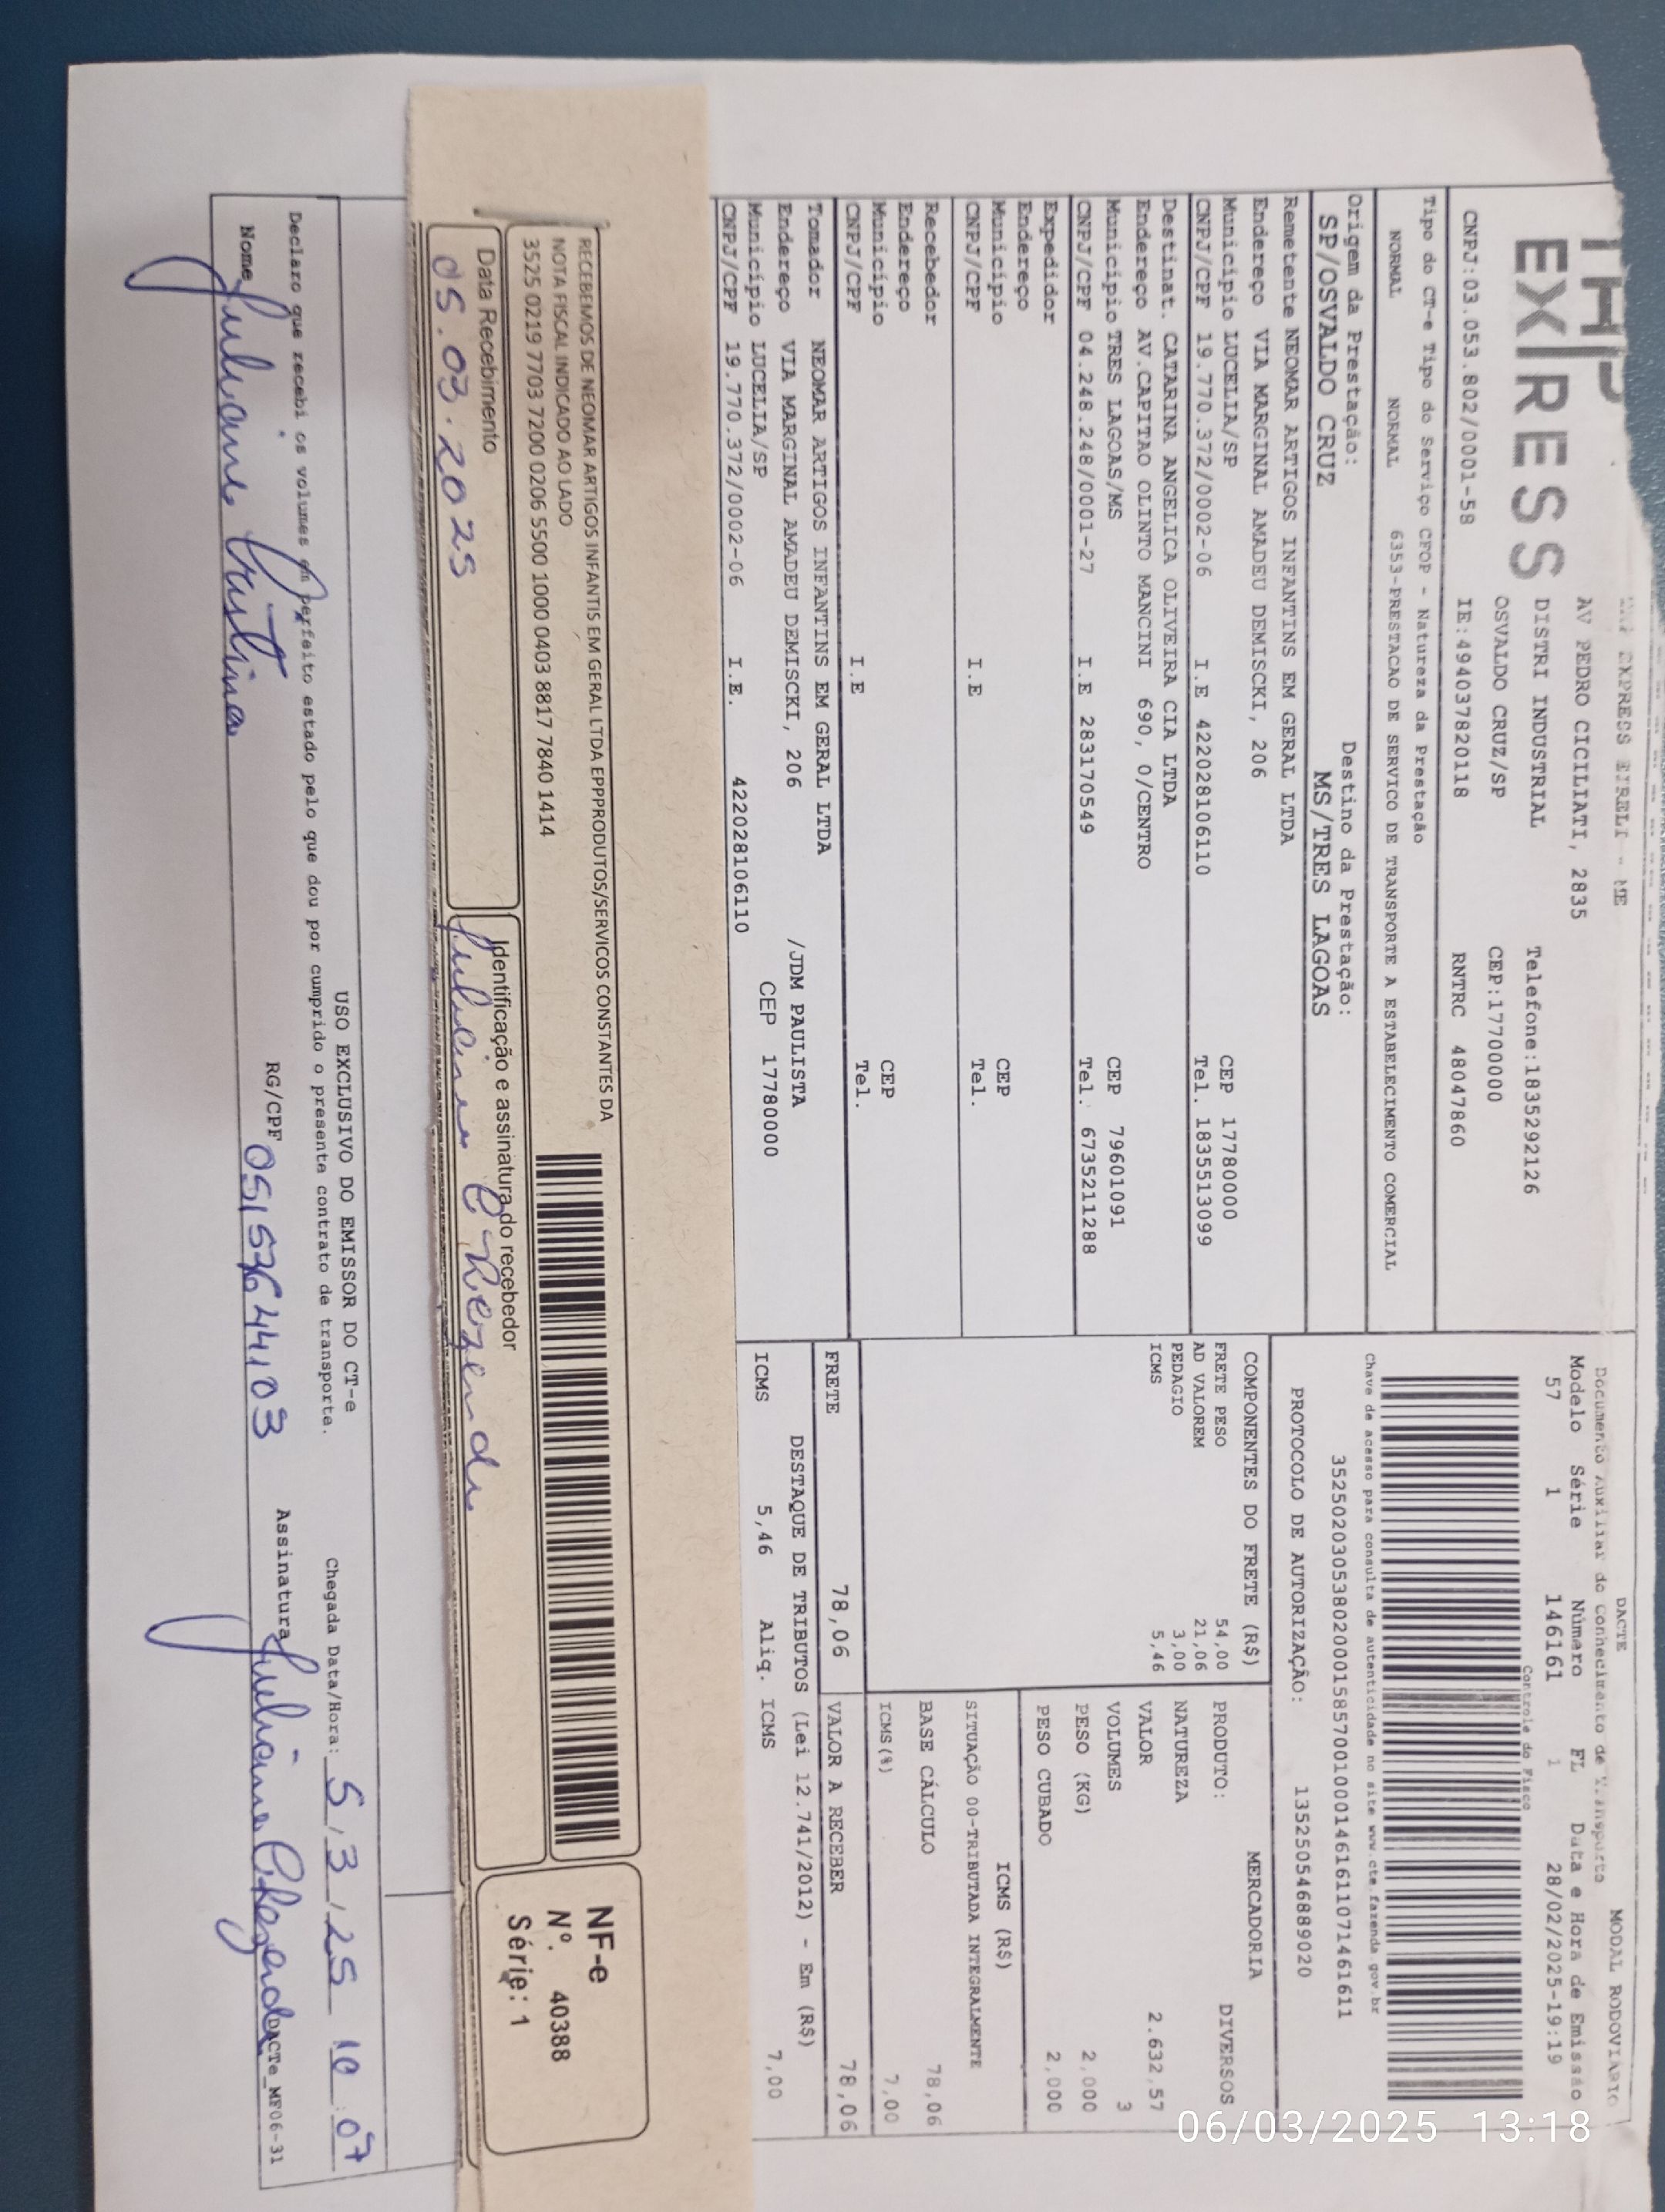 THP
EXPRESS
EXPRESS EIRELI - ME
AV PEDRO CICILIATI, 2835
DISTRI INDUSTRIAL Telefone:1835292126
OSVALDO CRUZ/SP CEP:17700000
CNPJ:03.053.802/0001-58 IE:494037820118 RNTRC 48047860
DACTE MODAL RODOVIARIO
Documento Auxiliar do Conhecimento de Transporte
Modelo Série Número FL Data e Hora de Emissão
57 1 146161 1 28/02/2025-19:19
Controle do Fisco
Tipo do CT-e Tipo do Serviço CFOP - Natureza da Prestação
NORMAL NORMAL 6353-PRESTACAO DE SERVICO DE TRANSPORTE A ESTABELECIMENTO COMERCIAL
Chave de acesso para consulta de autenticidade no site www.cte.fazenda.gov.br
35250203053802000158570010001461611071461611
Origem da Prestação: Destino da Prestação:
SP/OSVALDO CRUZ MS/TRES LAGOAS
PROTOCOLO DE AUTORIZAÇÃO: 135250546889020
Remetente NEOMAR ARTIGOS INFANTINS EM GERAL LTDA
Endereço VIA MARGINAL AMADEU DEMISCKI, 206
Município LUCELIA/SP CEP 17780000
CNPJ/CPF 19.770.372/0002-06 I.E 422028106110 Tel. 1835513099
Destinat. CATARINA ANGELICA OLIVEIRA CIA LTDA
Endereço AV.CAPITAO OLINTO MANCINI 690, 0/CENTRO
Município TRES LAGOAS/MS CEP 79601091
CNPJ/CPF 04.248.248/0001-27 I.E 283170549 Tel. 6735211288
Expedidor
Endereço
Município CEP
CNPJ/CPF I.E Tel.
Recebedor
Endereço
Município CEP
CNPJ/CPF I.E Tel.
Tomador NEOMAR ARTIGOS INFANTINS EM GERAL LTDA
Endereço VIA MARGINAL AMADEU DEMISCKI, 206 /JDM PAULISTA
Município LUCELIA/SP CEP 17780000
CNPJ/CPF 19.770.372/0002-06 I.E. 422028106110
COMPONENTES DO FRETE (R$)
FRETE PESO 54,00
AD VALOREM 21,06
PEDAGIO 3,00
ICMS 5,46
MERCADORIA
PRODUTO: DIVERSOS
NATUREZA
VALOR 2.632,57
VOLUMES 3
PESO (KG) 2,000
PESO CUBADO 2,000
ICMS (R$)
SITUAÇÃO 00-TRIBUTADA INTEGRALMENTE
BASE CÁLCULO 78,06
ICMS(%) 7,00
FRETE 78,06 VALOR A RECEBER 78,06
DESTAQUE DE TRIBUTOS (Lei 12.741/2012) - Em (R$)
ICMS 5,46 Aliq. ICMS 7,00
RECEBEMOS DE NEOMAR ARTIGOS INFANTIS EM GERAL LTDA EPPPRODUTOS/SERVICOS CONSTANTES DA
NOTA FISCAL INDICADO AO LADO
3525 0219 7703 7200 0206 5500 1000 0403 8817 7840 1414
Data Recebimento
05.03.2025
Identificação e assinatura do recebedor
Juliane C Rezende
NF-e
Nº. 40388
Série: 1
USO EXCLUSIVO DO EMISSOR DO CT-e
Declaro que recebi os volumes em perfeito estado pelo que dou por cumprido o presente contrato de transporte.
Chegada Data/Hora: 5/3/25 10:07
Nome Juliane Cristina RG/CPF 05153644103 Assinatura Juliane C Rezende
DACTe_MF06-31
06/03/2025 13:18